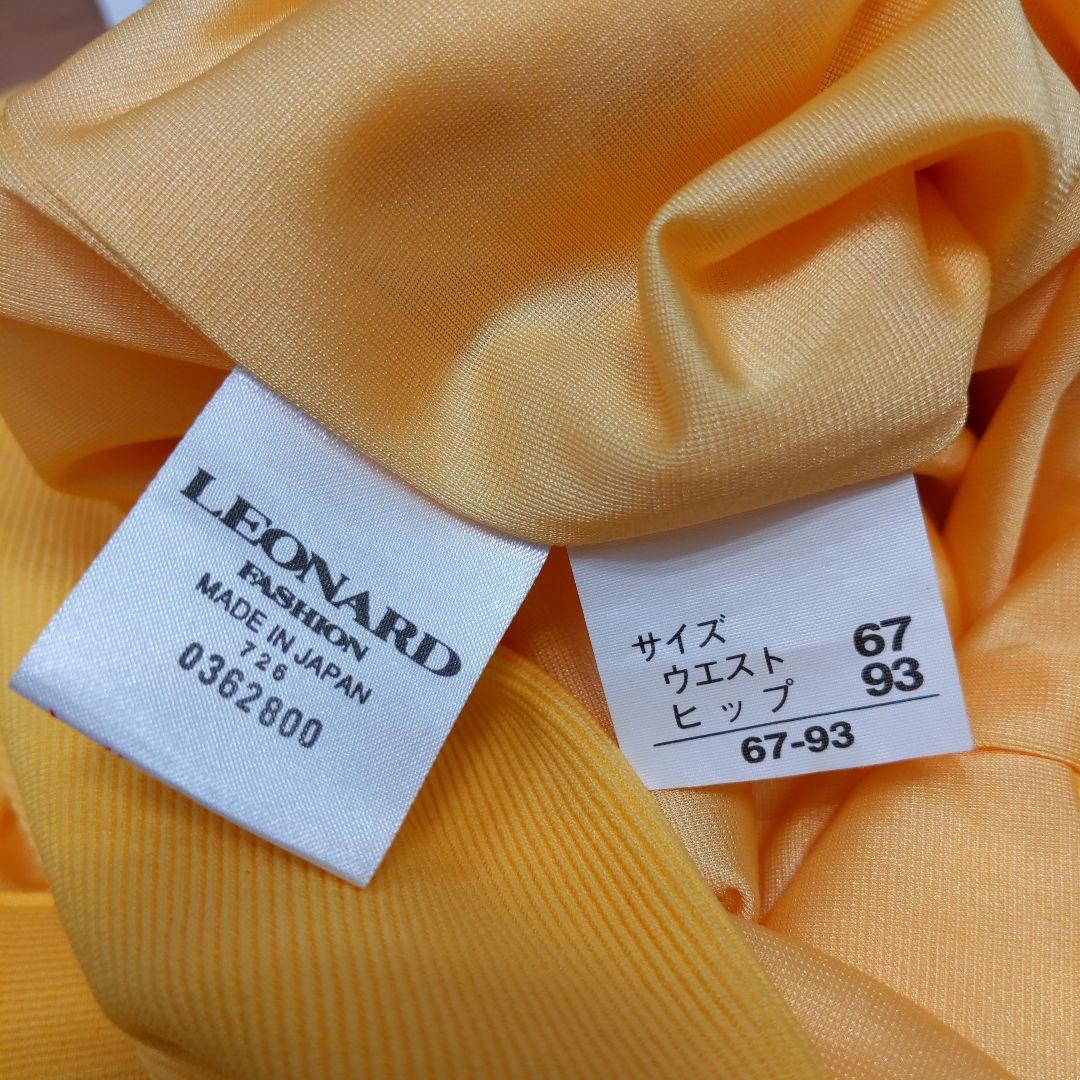 LEONARD
FASHION
MADE IN JAPAN
726
0362800
サイズ
ウエスト 67
ヒップ 93
67-93